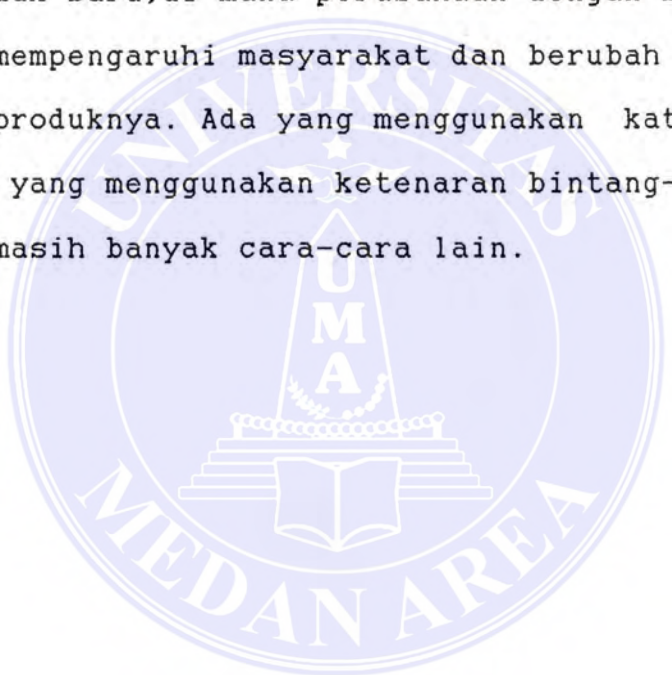 mempengaruhi masyarakat dan berubah
produknya. Ada yang menggunakan
yang menggunakan ketenaran bintang-
masih banyak cara-cara lain.
UNIVERSITAS
UMA
MEDAN AREA